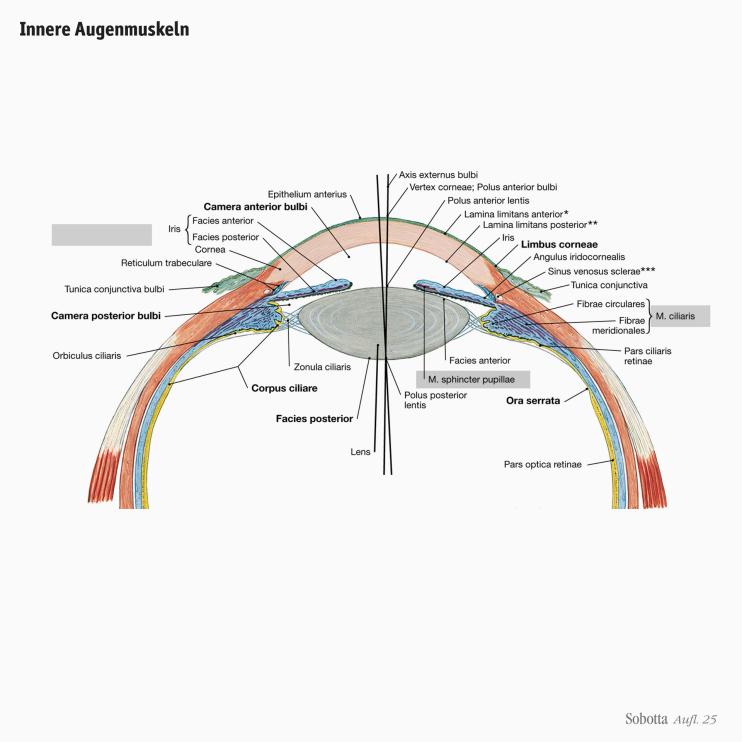 Innere Augenmuskeln
Axis externus bulbi
Vertex corneae; Polus anterior bulbi
Epithelium anterius
Polus anterior lentis
Camera anterior bulbi
Lamina limitans anterior*
Facies anterior
Lamina limitans posterior**
Iris
Facies posterior
Iris
Limbus corneae
Cornea
Angulus iridocornealis
Reticulum trabeculare
Sinus venosus sclerae***
Tunica conjunctiva bulbi
Tunica conjunctiva
Fibrae circulares
Camera posterior bulbi
M. ciliaris
Fibrae
meridionales
Orbiculus ciliaris
Pars ciliaris
retinae
Zonula ciliaris
Facies anterior
M. sphincter pupillae
Corpus ciliare
Polus posterior
lentis
Ora serrata
Facies posterior
Lens
Pars optica retinae
Sobotta Aufl. 25